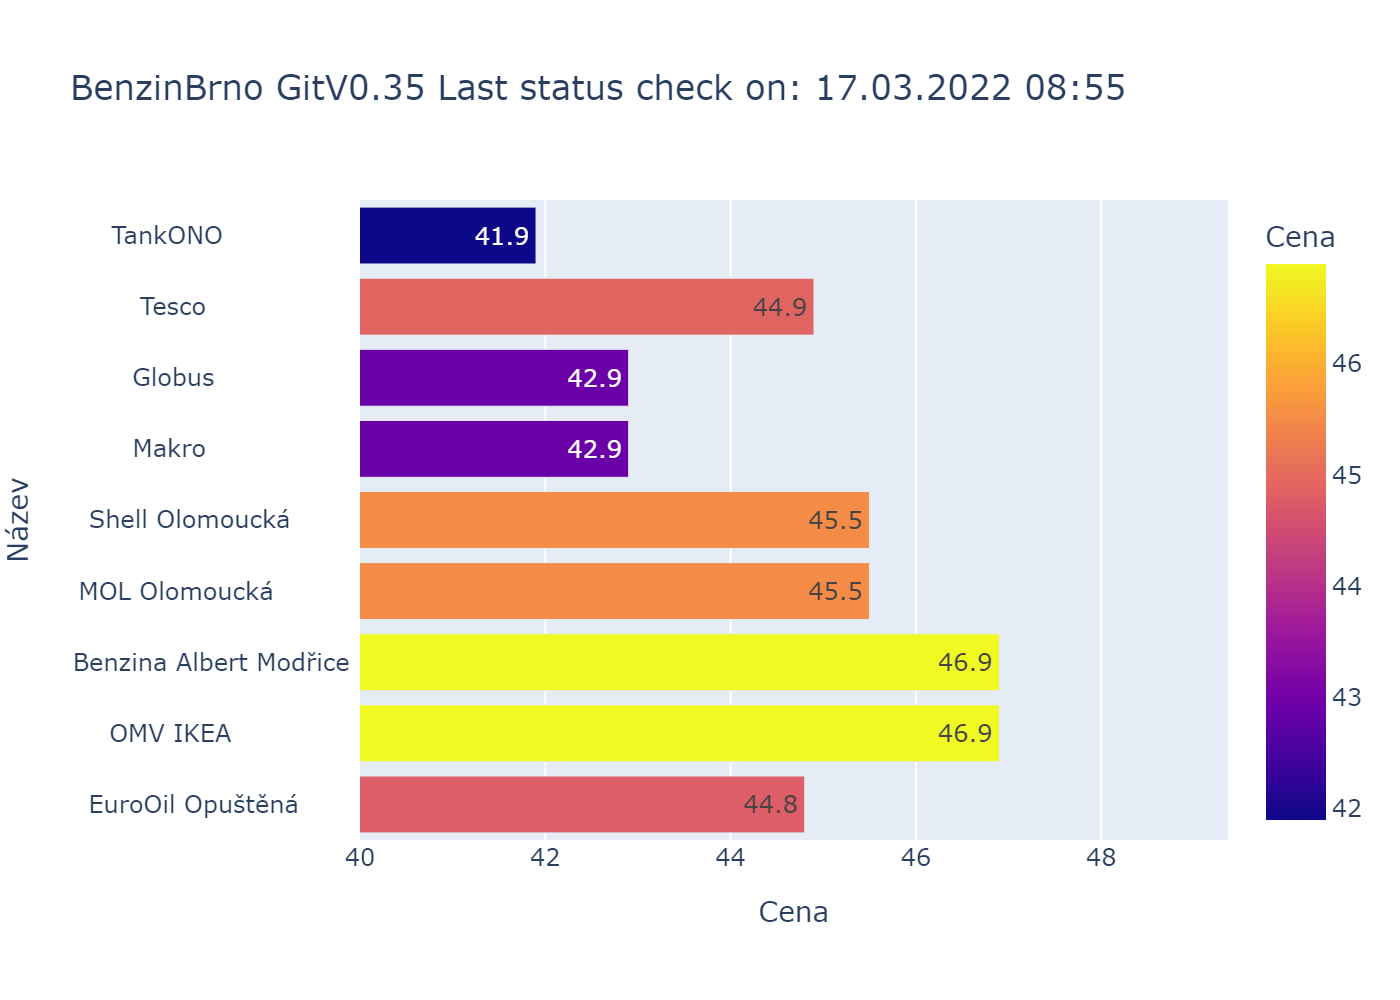 BenzinBrno GitV0.35 Last status check on: 17.03.2022 08:55
Název
TankONO
41.9
Tesco
44.9
Globus
42.9
Makro
42.9
Shell Olomoucká
45.5
MOL Olomoucká
45.5
Benzina Albert Modřice
46.9
OMV IKEA
46.9
EuroOil Opuštěná
44.8
40 42 44 46 48
Cena
Cena
46
45
44
43
42